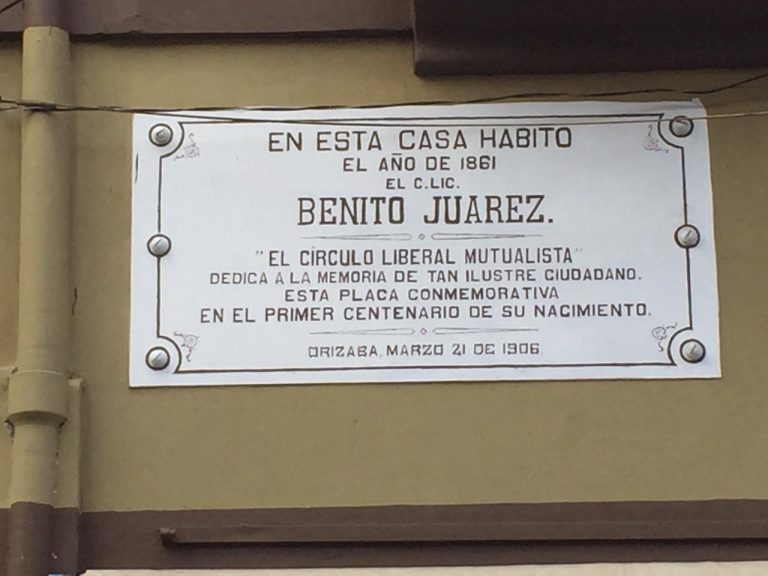 EN ESTA CASA HABITO
EL AÑO DE 1861
EL C.LIC.
BENITO JUAREZ.
"EL CÍRCULO LIBERAL MUTUALISTA"
DEDICA A LA MEMORIA DE TAN ILUSTRE CIUDADANO.
ESTA PLACA CONMEMORATIVA
EN EL PRIMER CENTENARIO DE SU NACIMIENTO.
ORIZABA, MARZO 21 DE 1906